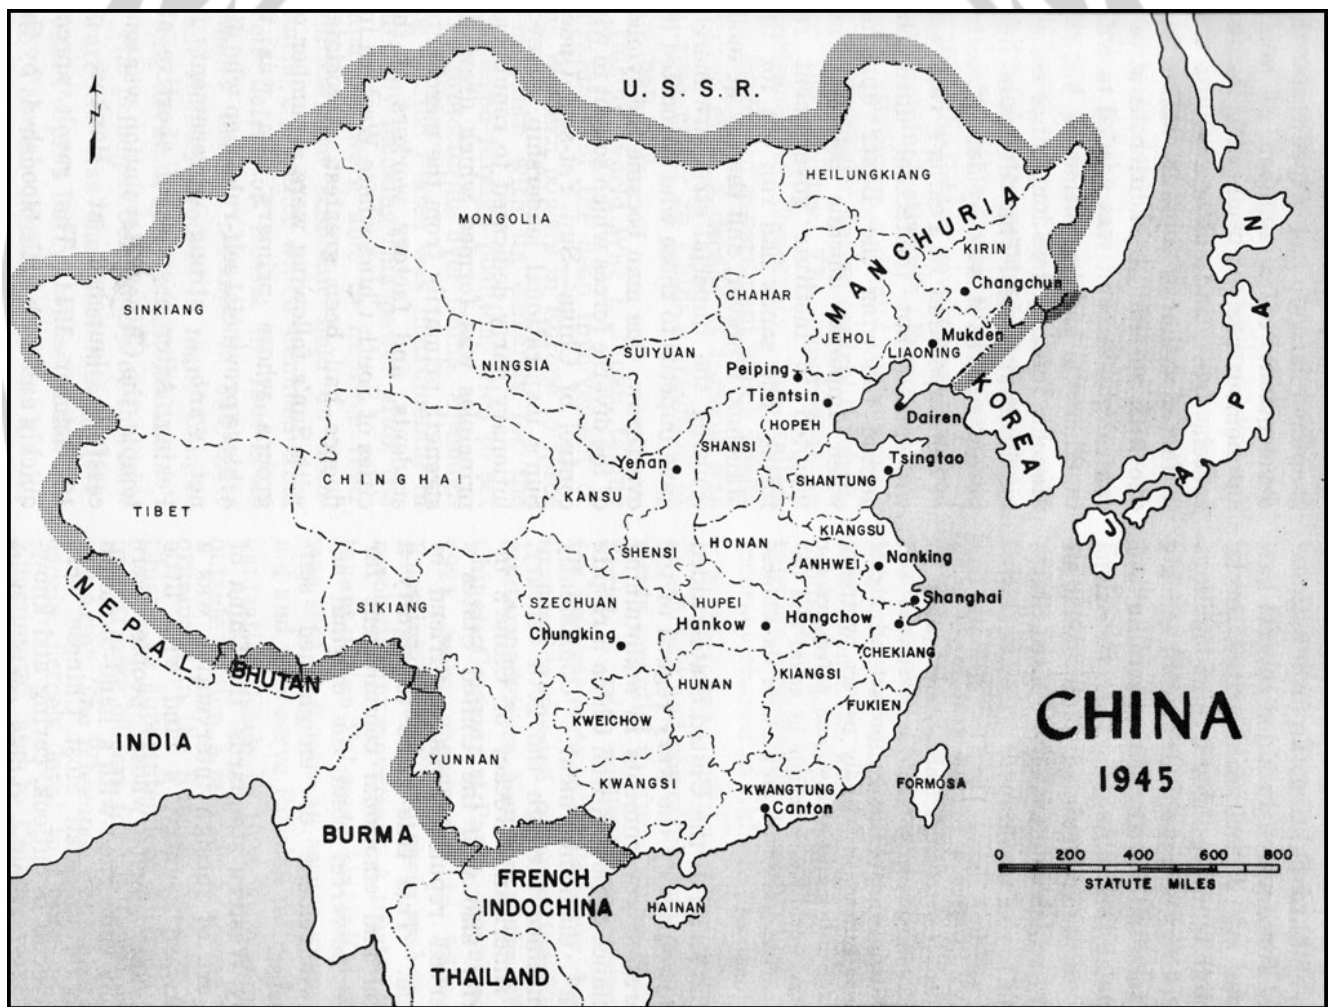 U. S. S. R.
N
HEILUNGKIANG
MANCHURIA
MONGOLIA
KIRIN
JAPAN
Changchun
CHAHAR
SINKIANG
Mukden
JEHOL
LIAONING
SUIYUAN
NINGSIA
Peiping
KOREA
Tientsin
Dairen
HOPEH
SHANSI
Tsingtao
Yenan
CHINGHAI
SHANTUNG
KANSU
TIBET
KIANGSU
HONAN
SHENSI
Nanking
ANHWEI
NEPAL
Shanghai
SZECHUAN
HUPEI
SIKIANG
Hankow
Hangchow
Chungking
CHEKIANG
BHUTAN
KIANGSI
HUNAN
FUKIEN
CHINA
KWEICHOW
INDIA
YUNNAN
1945
KWANGSI
FORMOSA
KWANGTUNG
Canton
BURMA
0 200 400 600 800
STATUTE MILES
FRENCH
INDOCHINA
HAINAN
THAILAND